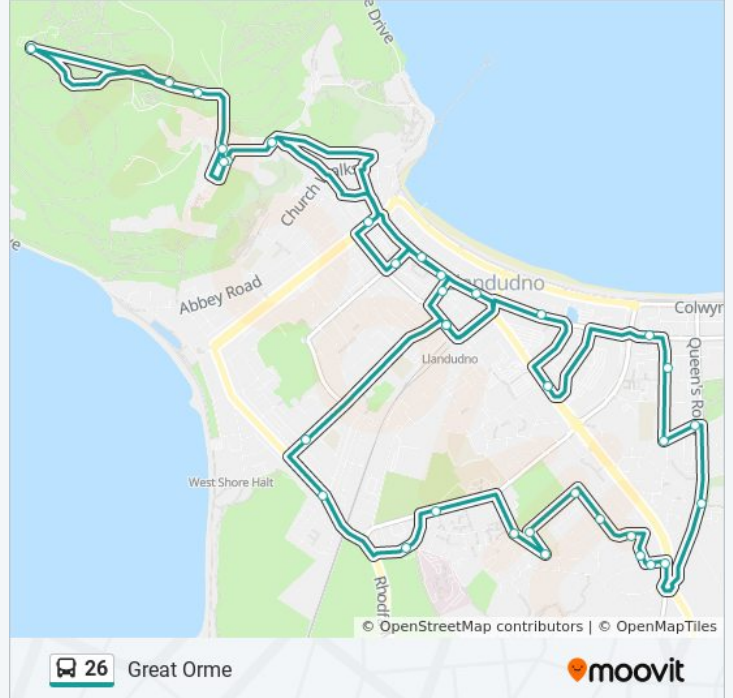 e Drive
Church Walks
e
Abbey Road
Llandudno
Colwyn
Llandudno
Queen's Ro
West Shore Halt
Rhodf
© OpenStreetMap contributors | © OpenMapTiles
26 Great Orme
moovit